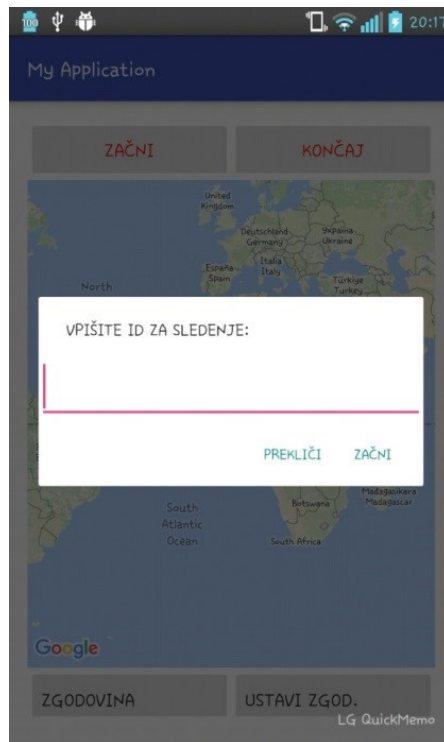 100
20:17
My Application
ZAČNI KONČAJ
United
Kingdom
Deutschland
Germany
Україна
Ukraine
Italia
Italy
España
Spain
Türkiye
Turkey
North
VPIŠITE ID ZA SLEDENJE:
PREKLIČI ZAČNI
Madagasikara
Madagascar
Botswana
South
Atlantic
Ocean
South Africa
Google
ZGODOVINA USTAVI ZGOD.
LG QuickMemo